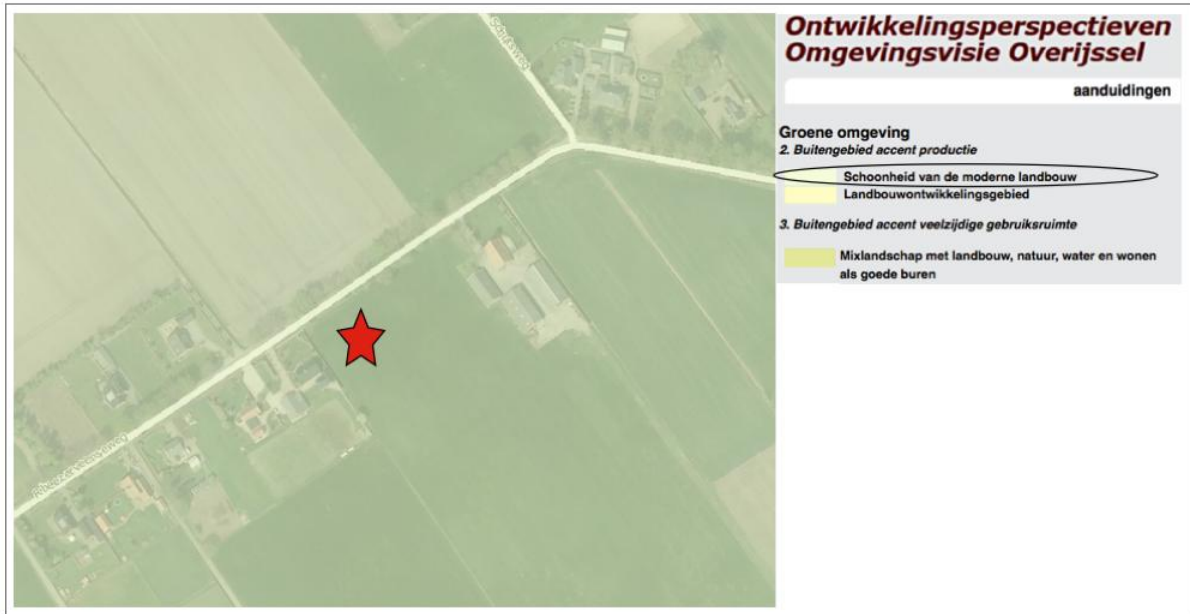 Ontwikkelingsperspectieven
Omgevingsvisie Overijssel
aanduidingen
Groene omgeving
2. Buitengebied accent productie
Schoonheid van de moderne landbouw
Landbouwontwikkelingsgebied
3. Buitengebied accent veelzijdige gebruiksruimte
Mixlandschap met landbouw, natuur, water en wonen
als goede buren